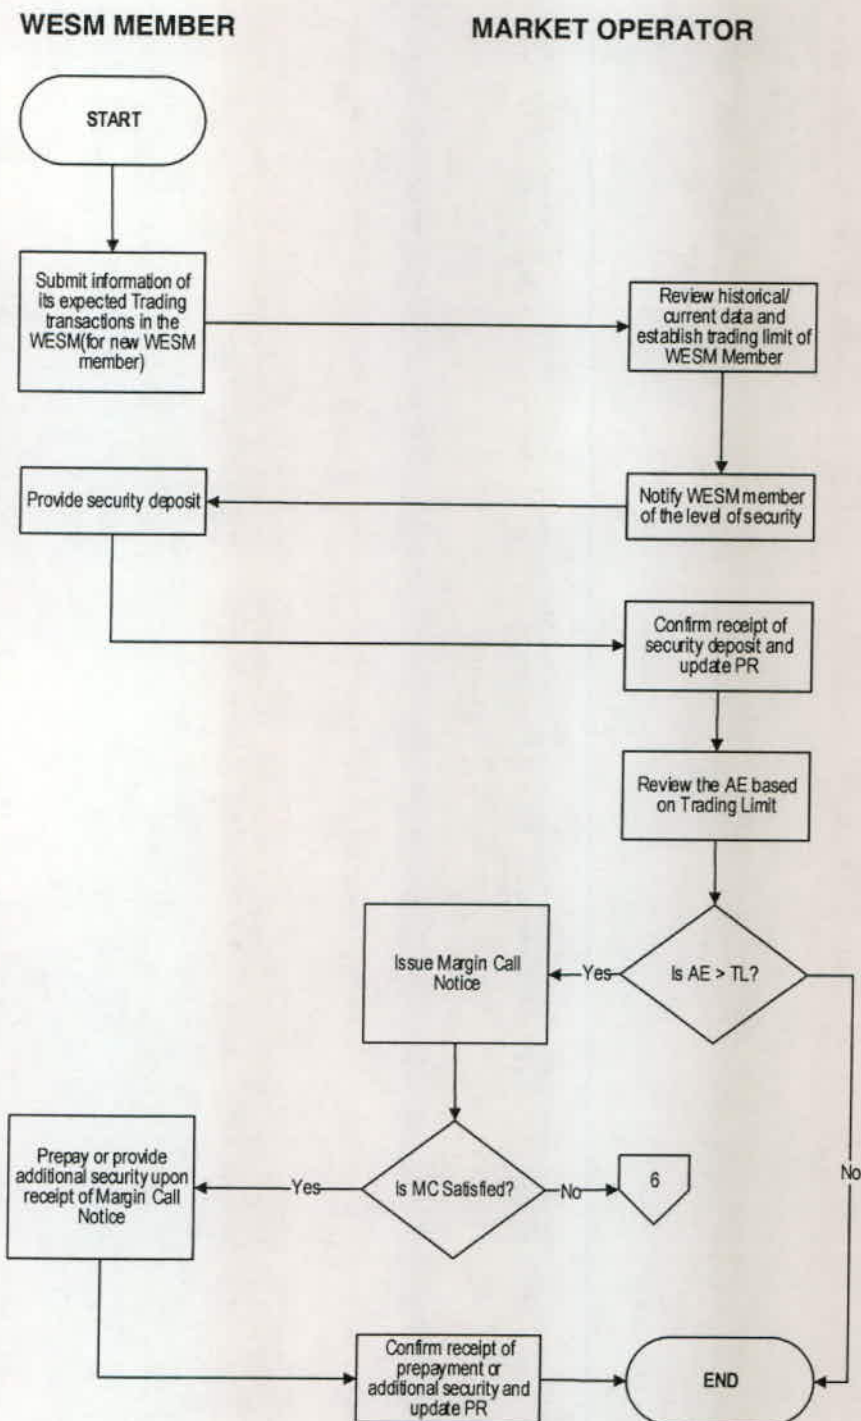 WESM MEMBER
MARKET OPERATOR
START
Submit information of
its expected Trading
transactions in the
WESM(for new WESM
member)
Review historical/
current data and
establish trading limit of
WESM Member
Provide security deposit
Notify WESM member
of the level of security
Confirm receipt of
security deposit and
update PR
Review the AE based
on Trading Limit
Issue Margin Call
Notice
Yes
Is AE > TL?
Prepay or provide
additional security upon
receipt of Margin Call
Notice
Yes
Is MC Satisfied?
No
6
No
Confirm receipt of
prepayment or
additional security and
update PR
END